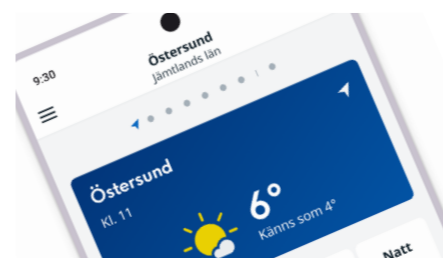 9:30
Östersund
Jämtlands län
Östersund
Kl. 11
6°
Känns som 4°
Natt